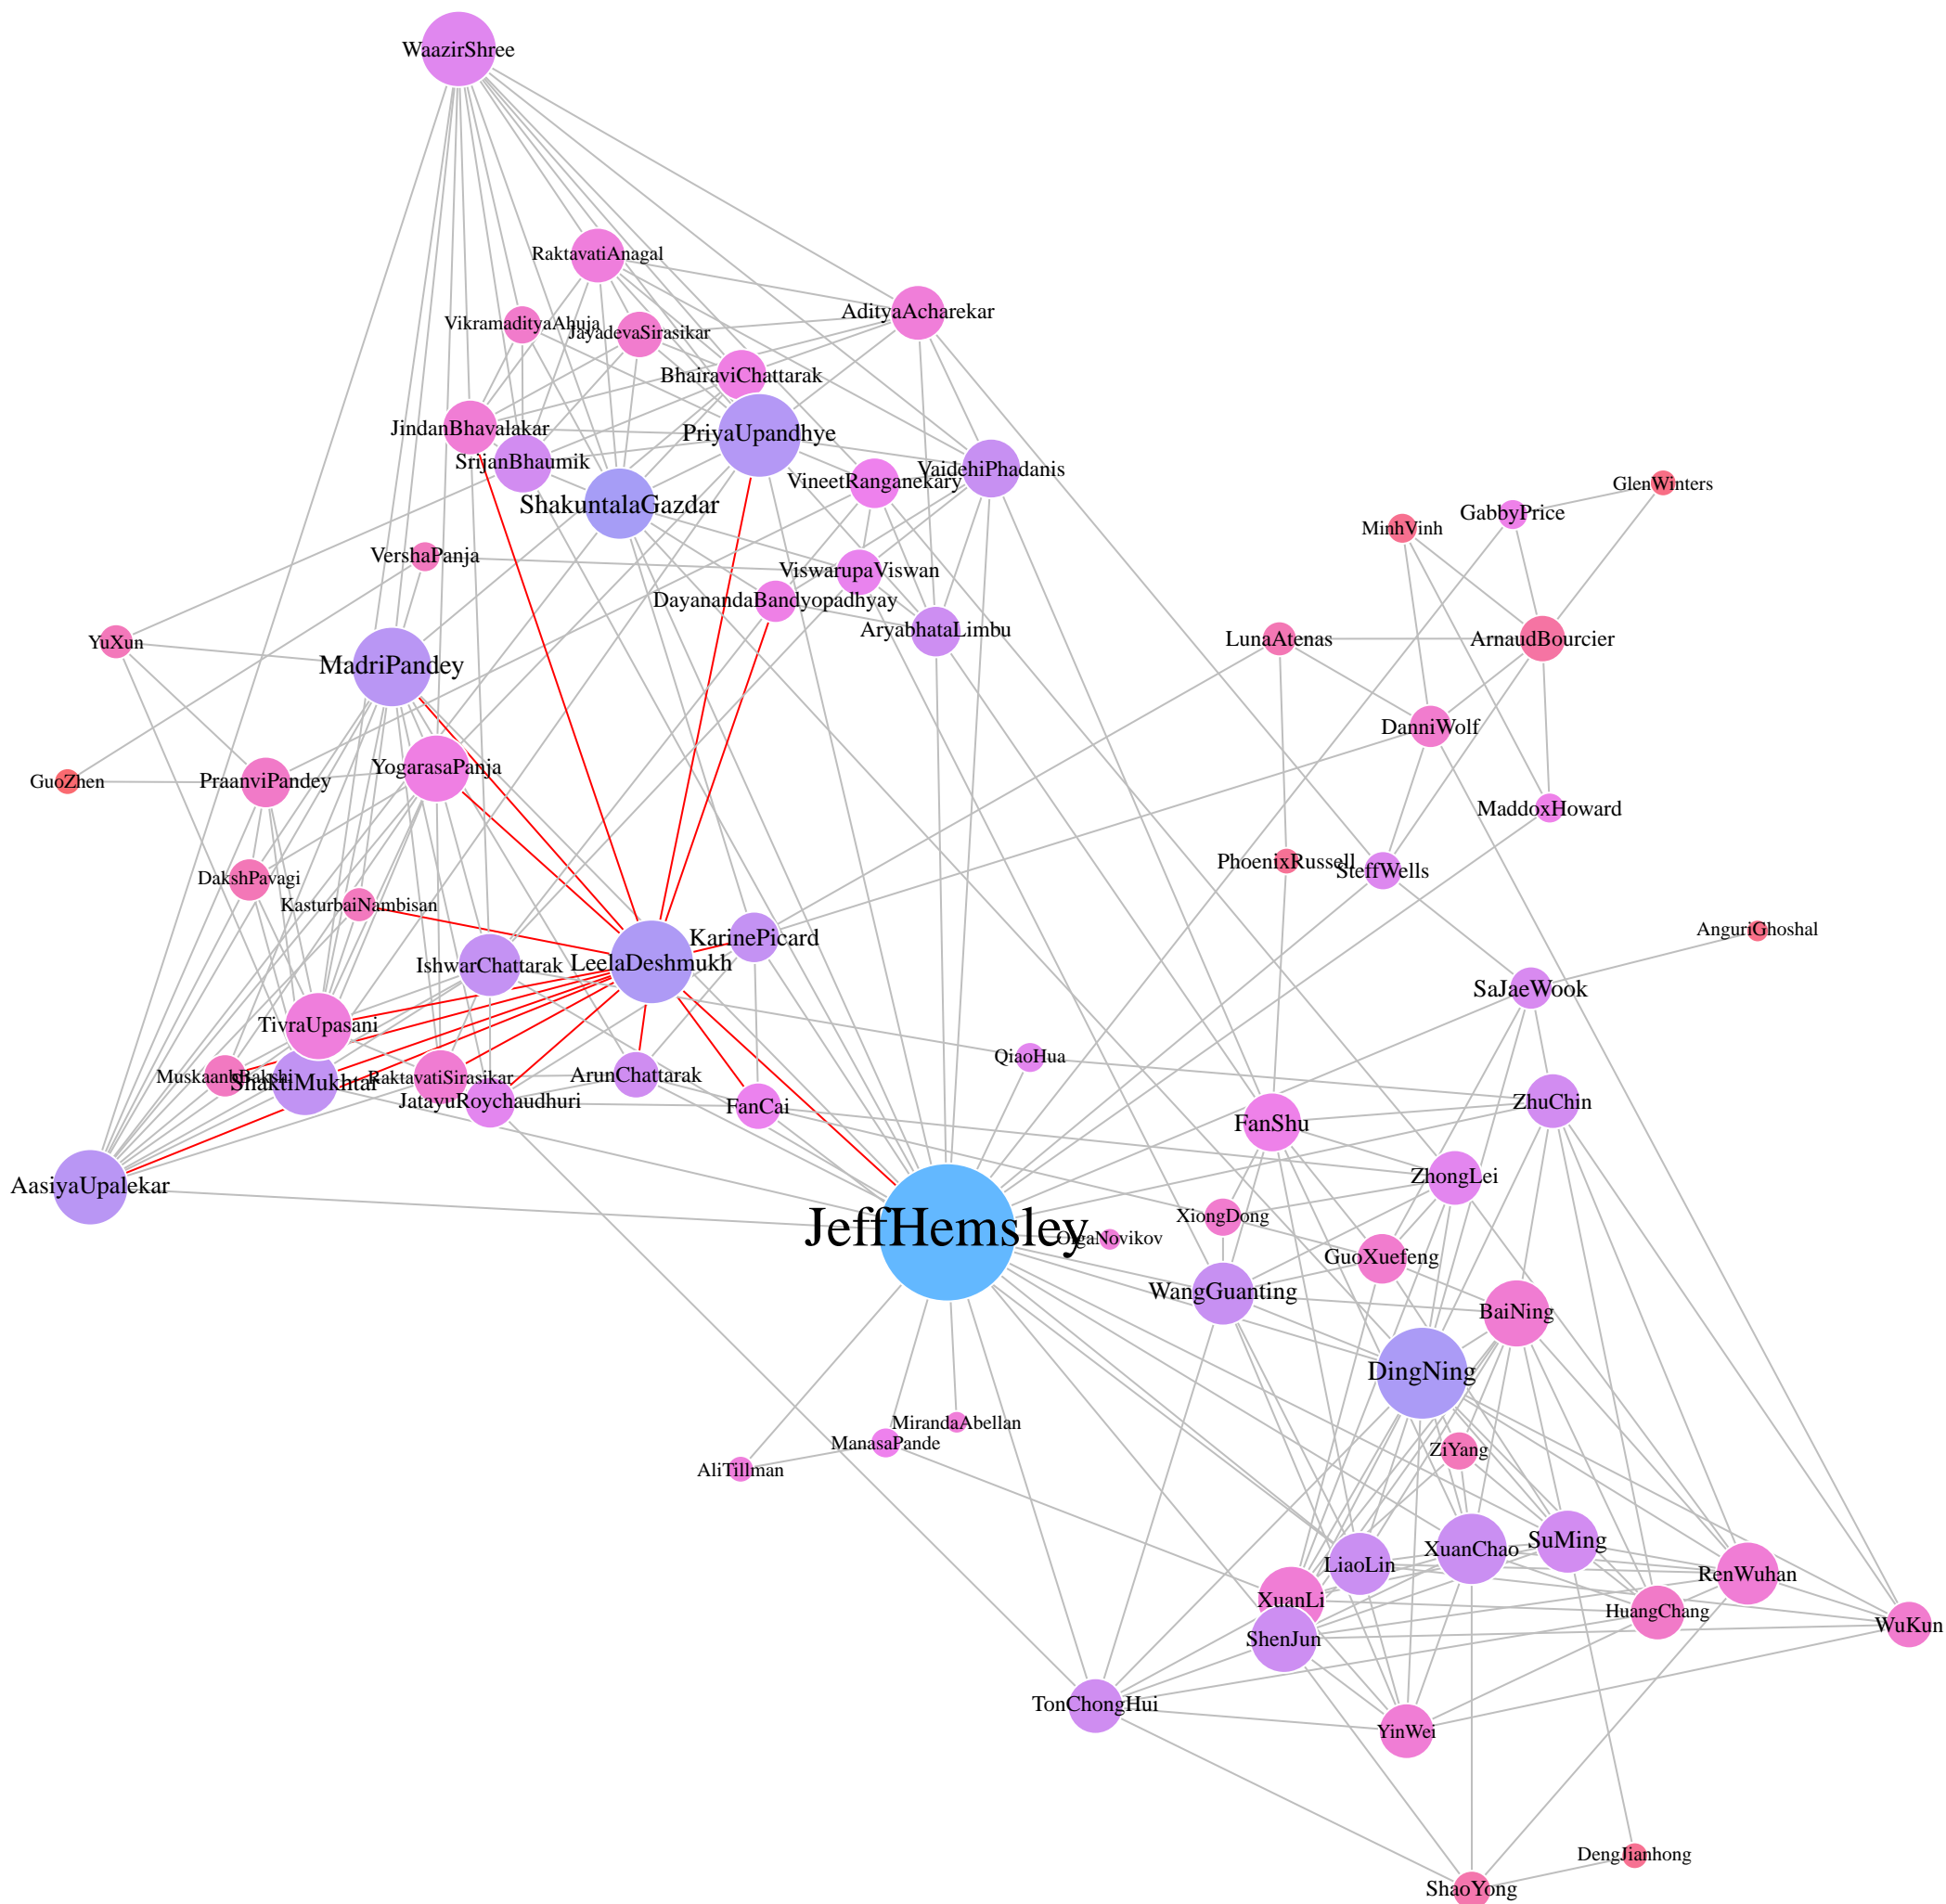 WaazirShree
RaktavatiAnagal
AdityaAcharekar
VikramadityaAhuja
JayadevaSirasikar
BhairaviChattarak
JindanBhavalakar
PriyaUpandhye
SrijanBhaumik
VaidehiPhadanis
VineetRanganekary
GlenWinters
ShakuntalaGazdar
GabbyPrice
MinhVinh
VershaPanja
ViswarupaViswan
DayanandaBandyopadhyay
AryabhataLimbu
YuXun
LunaAtenas
ArnaudBourcier
MadriPandey
DanniWolf
YogarasaPanja
GuoZhen
PraanviPandey
MaddoxHoward
PhoenixRussell
SteffWells
DakshPavagi
KasturbaiNambisan
AnguriGhoshal
KarinePicard
IshwarChattarak
LeelaDeshmukh
SaJaeWook
TivraUpasani
QiaoHua
MuskaanbBakshi
ShaktiMukhtar
RaktavatiSirasikar
ArunChattarak
JatayuRoychaudhuri
FanCai
ZhuChin
FanShu
ZhongLei
AasiyaUpalekar
XiongDong
JeffHemsley
OlgaNovikov
GuoXuefeng
WangGuanting
BaiNing
DingNing
MirandaAbellan
ManasaPande
ZiYang
AliTillman
SuMing
XuanChao
LiaoLin
RenWuhan
XuanLi
HuangChang
WuKun
ShenJun
TonChongHui
YinWei
DengJianhong
ShaoYong